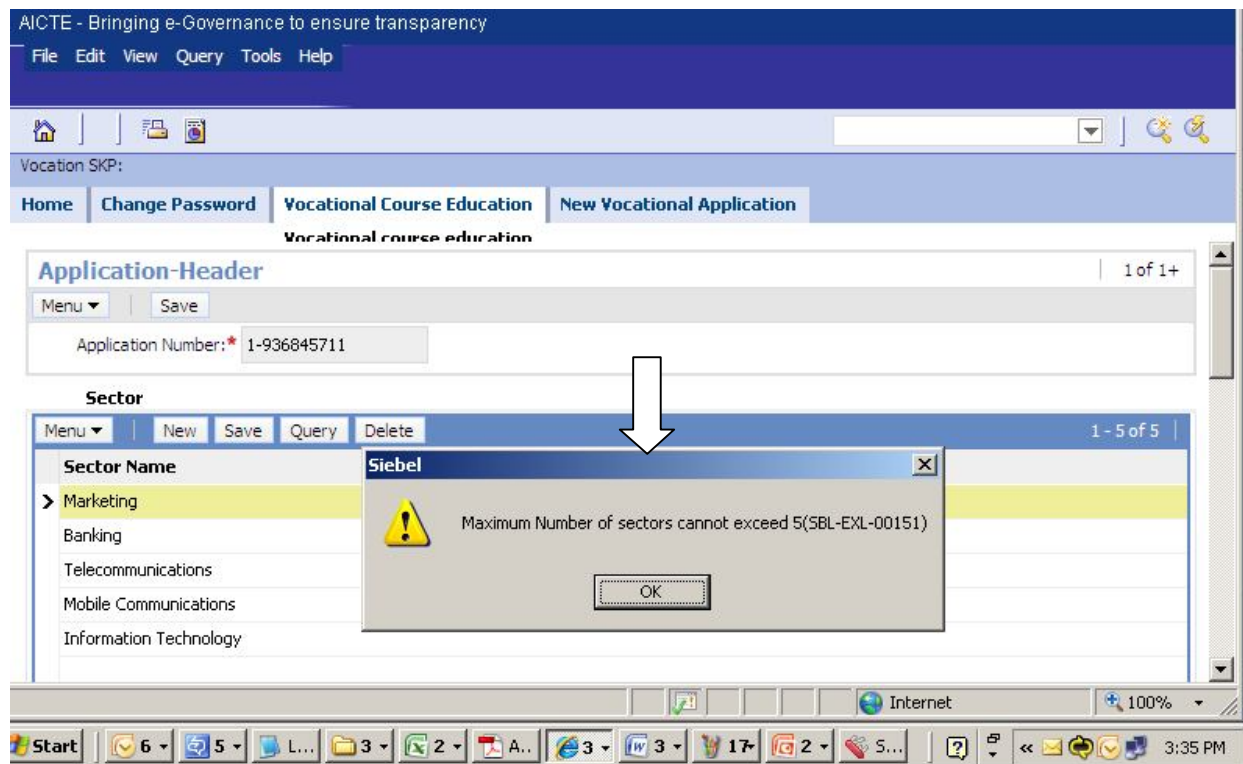 AICTE - Bringing e-Governance to ensure transparency
File Edit View Query Tools Help
Vocation SKP:
Home Change Password Vocational Course Education New Vocational Application
Vocational course education
Application-Header 1 of 1+
Menu Save
Application Number:* 1-936845711
Sector
Menu New Save Query Delete 1 - 5 of 5
Sector Name
Marketing
Banking
Telecommunications
Mobile Communications
Information Technology
Siebel
Maximum Number of sectors cannot exceed 5(SBL-EXL-00151)
OK
Internet 100%
Start 6 5 L... 3 2 A.. 3 3 17 2 S... 3:35 PM